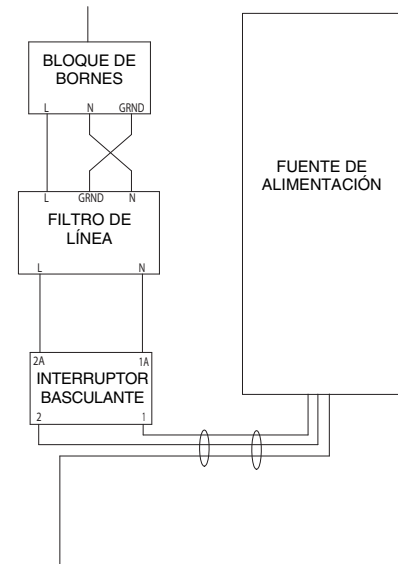 BLOQUE DE
BORNES
L N GRND
L GRND N
FILTRO DE
LÍNEA
L N
2A 1A
INTERRUPTOR
BASCULANTE
2 1
FUENTE DE
ALIMENTACIÓN